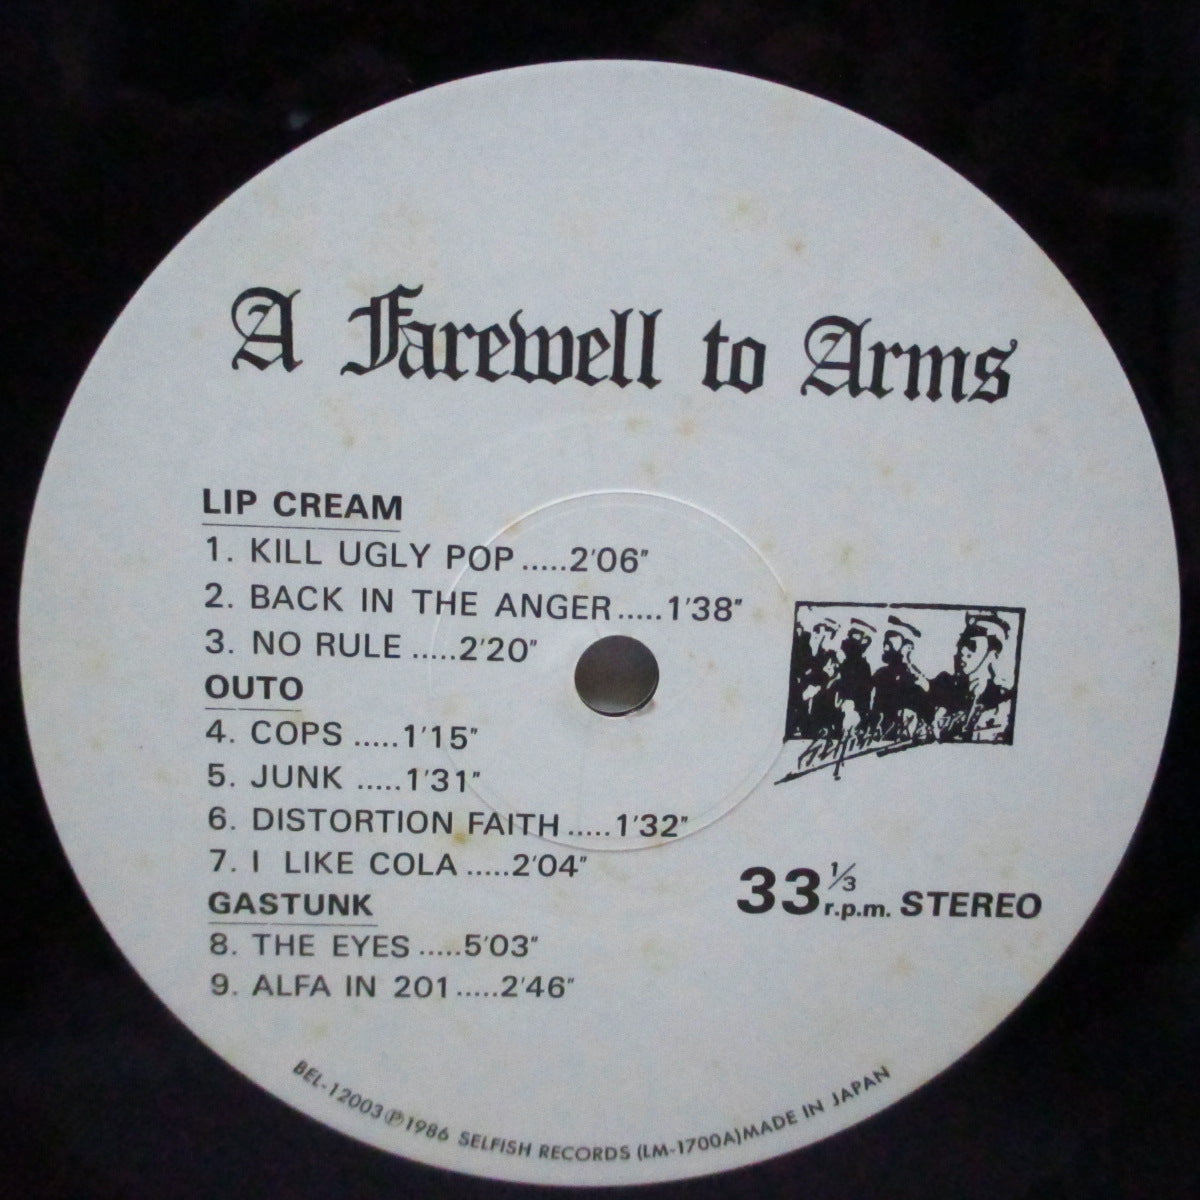 A Farewell to Arms
LIP CREAM
1. KILL UGLY POP.....2'06"
2. BACK IN THE ANGER.....1'38"
3. NO RULE.....2'20"
OUTO
4. COPS.....1'15"
5. JUNK.....1'31"
6. DISTORTION FAITH.....1'32"
7. I LIKE COLA.....2'04"
GASTUNK
8. THE EYES.....5'03"
9. ALFA IN 201.....2'46"
33 1/3 r.p.m. STEREO
BEL-12003 ℗1986 SELFISH RECORDS (LM-1700A) MADE IN JAPAN